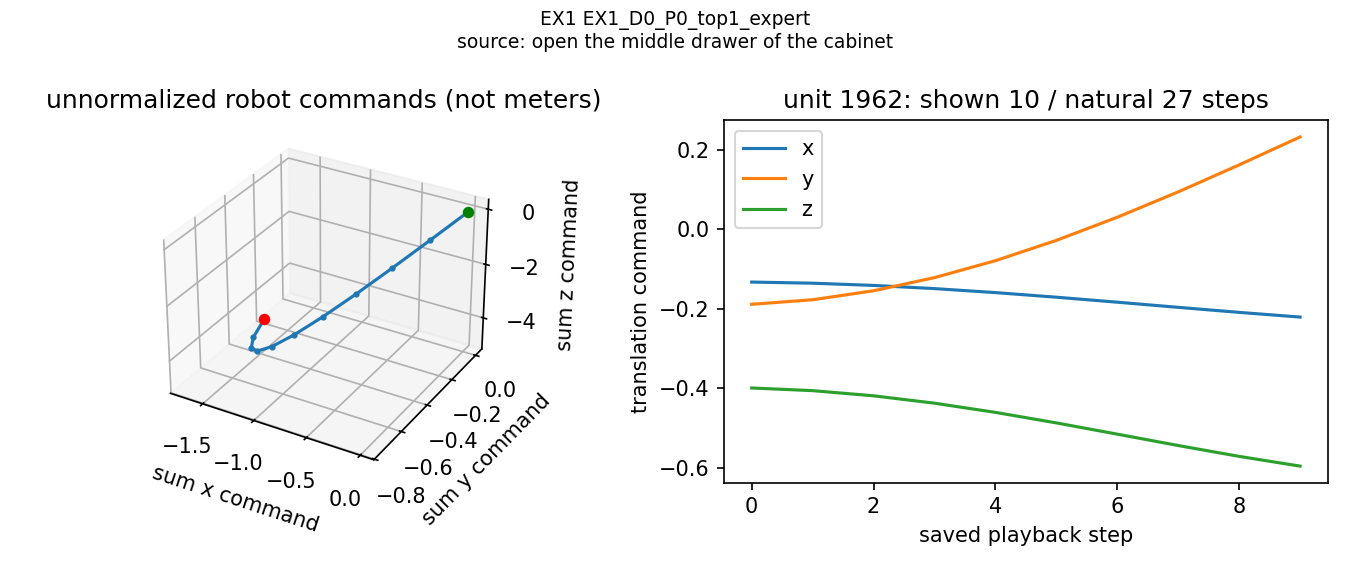 EX1 EX1_D0_P0_top1_expert
source: open the middle drawer of the cabinet
unnormalized robot commands (not meters)
0
−2
−4
sum z command
0.0
−0.2
−0.4
−0.6
−0.8
sum y command
−1.5
−1.0
−0.5
0.0
sum x command
unit 1962: shown 10 / natural 27 steps
x
y
z
0.2
0.0
−0.2
−0.4
−0.6
translation command
0
2
4
6
8
saved playback step